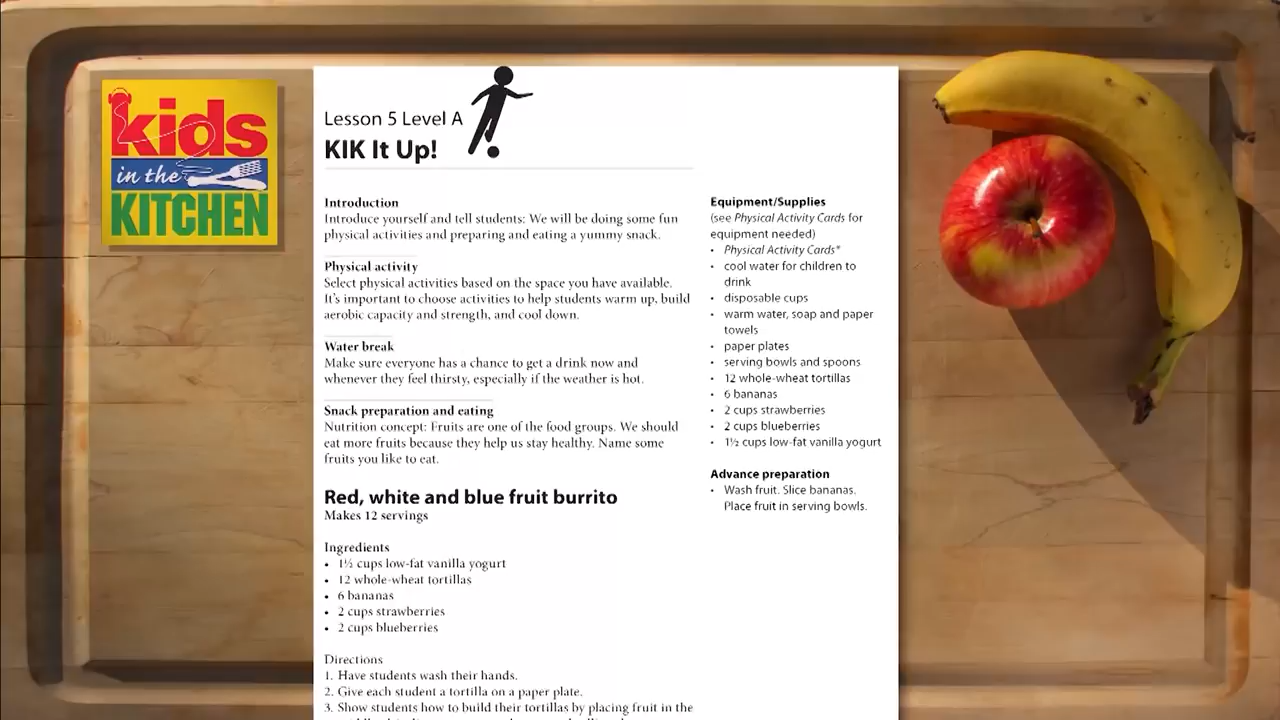 kids
in the
KITCHEN
Lesson 5 Level A
KIK It Up!
Introduction
Introduce yourself and tell students: We will be doing some fun
physical activities and preparing and eating a yummy snack.
Physical activity
Select physical activities based on the space you have available.
It's important to choose activities to help students warm up, build
aerobic capacity and strength, and cool down.
Water break
Make sure everyone has a chance to get a drink now and
whenever they feel thirsty, especially if the weather is hot.
Snack preparation and eating
Nutrition concept: Fruits are one of the food groups. We should
eat more fruits because they help us stay healthy. Name some
fruits you like to eat.
Red, white and blue fruit burrito
Makes 12 servings
Ingredients
• 1½ cups low-fat vanilla yogurt
• 12 whole-wheat tortillas
• 6 bananas
• 2 cups strawberries
• 2 cups blueberries
Directions
1. Have students wash their hands.
2. Give each student a tortilla on a paper plate.
3. Show students how to build their tortillas by placing fruit in the
Equipment/Supplies
(see Physical Activity Cards for
equipment needed)
• Physical Activity Cards*
• cool water for children to
drink
• disposable cups
• warm water, soap and paper
towels
• paper plates
• serving bowls and spoons
• 12 whole-wheat tortillas
• 6 bananas
• 2 cups strawberries
• 2 cups blueberries
• 1½ cups low-fat vanilla yogurt
Advance preparation
• Wash fruit. Slice bananas.
Place fruit in serving bowls.